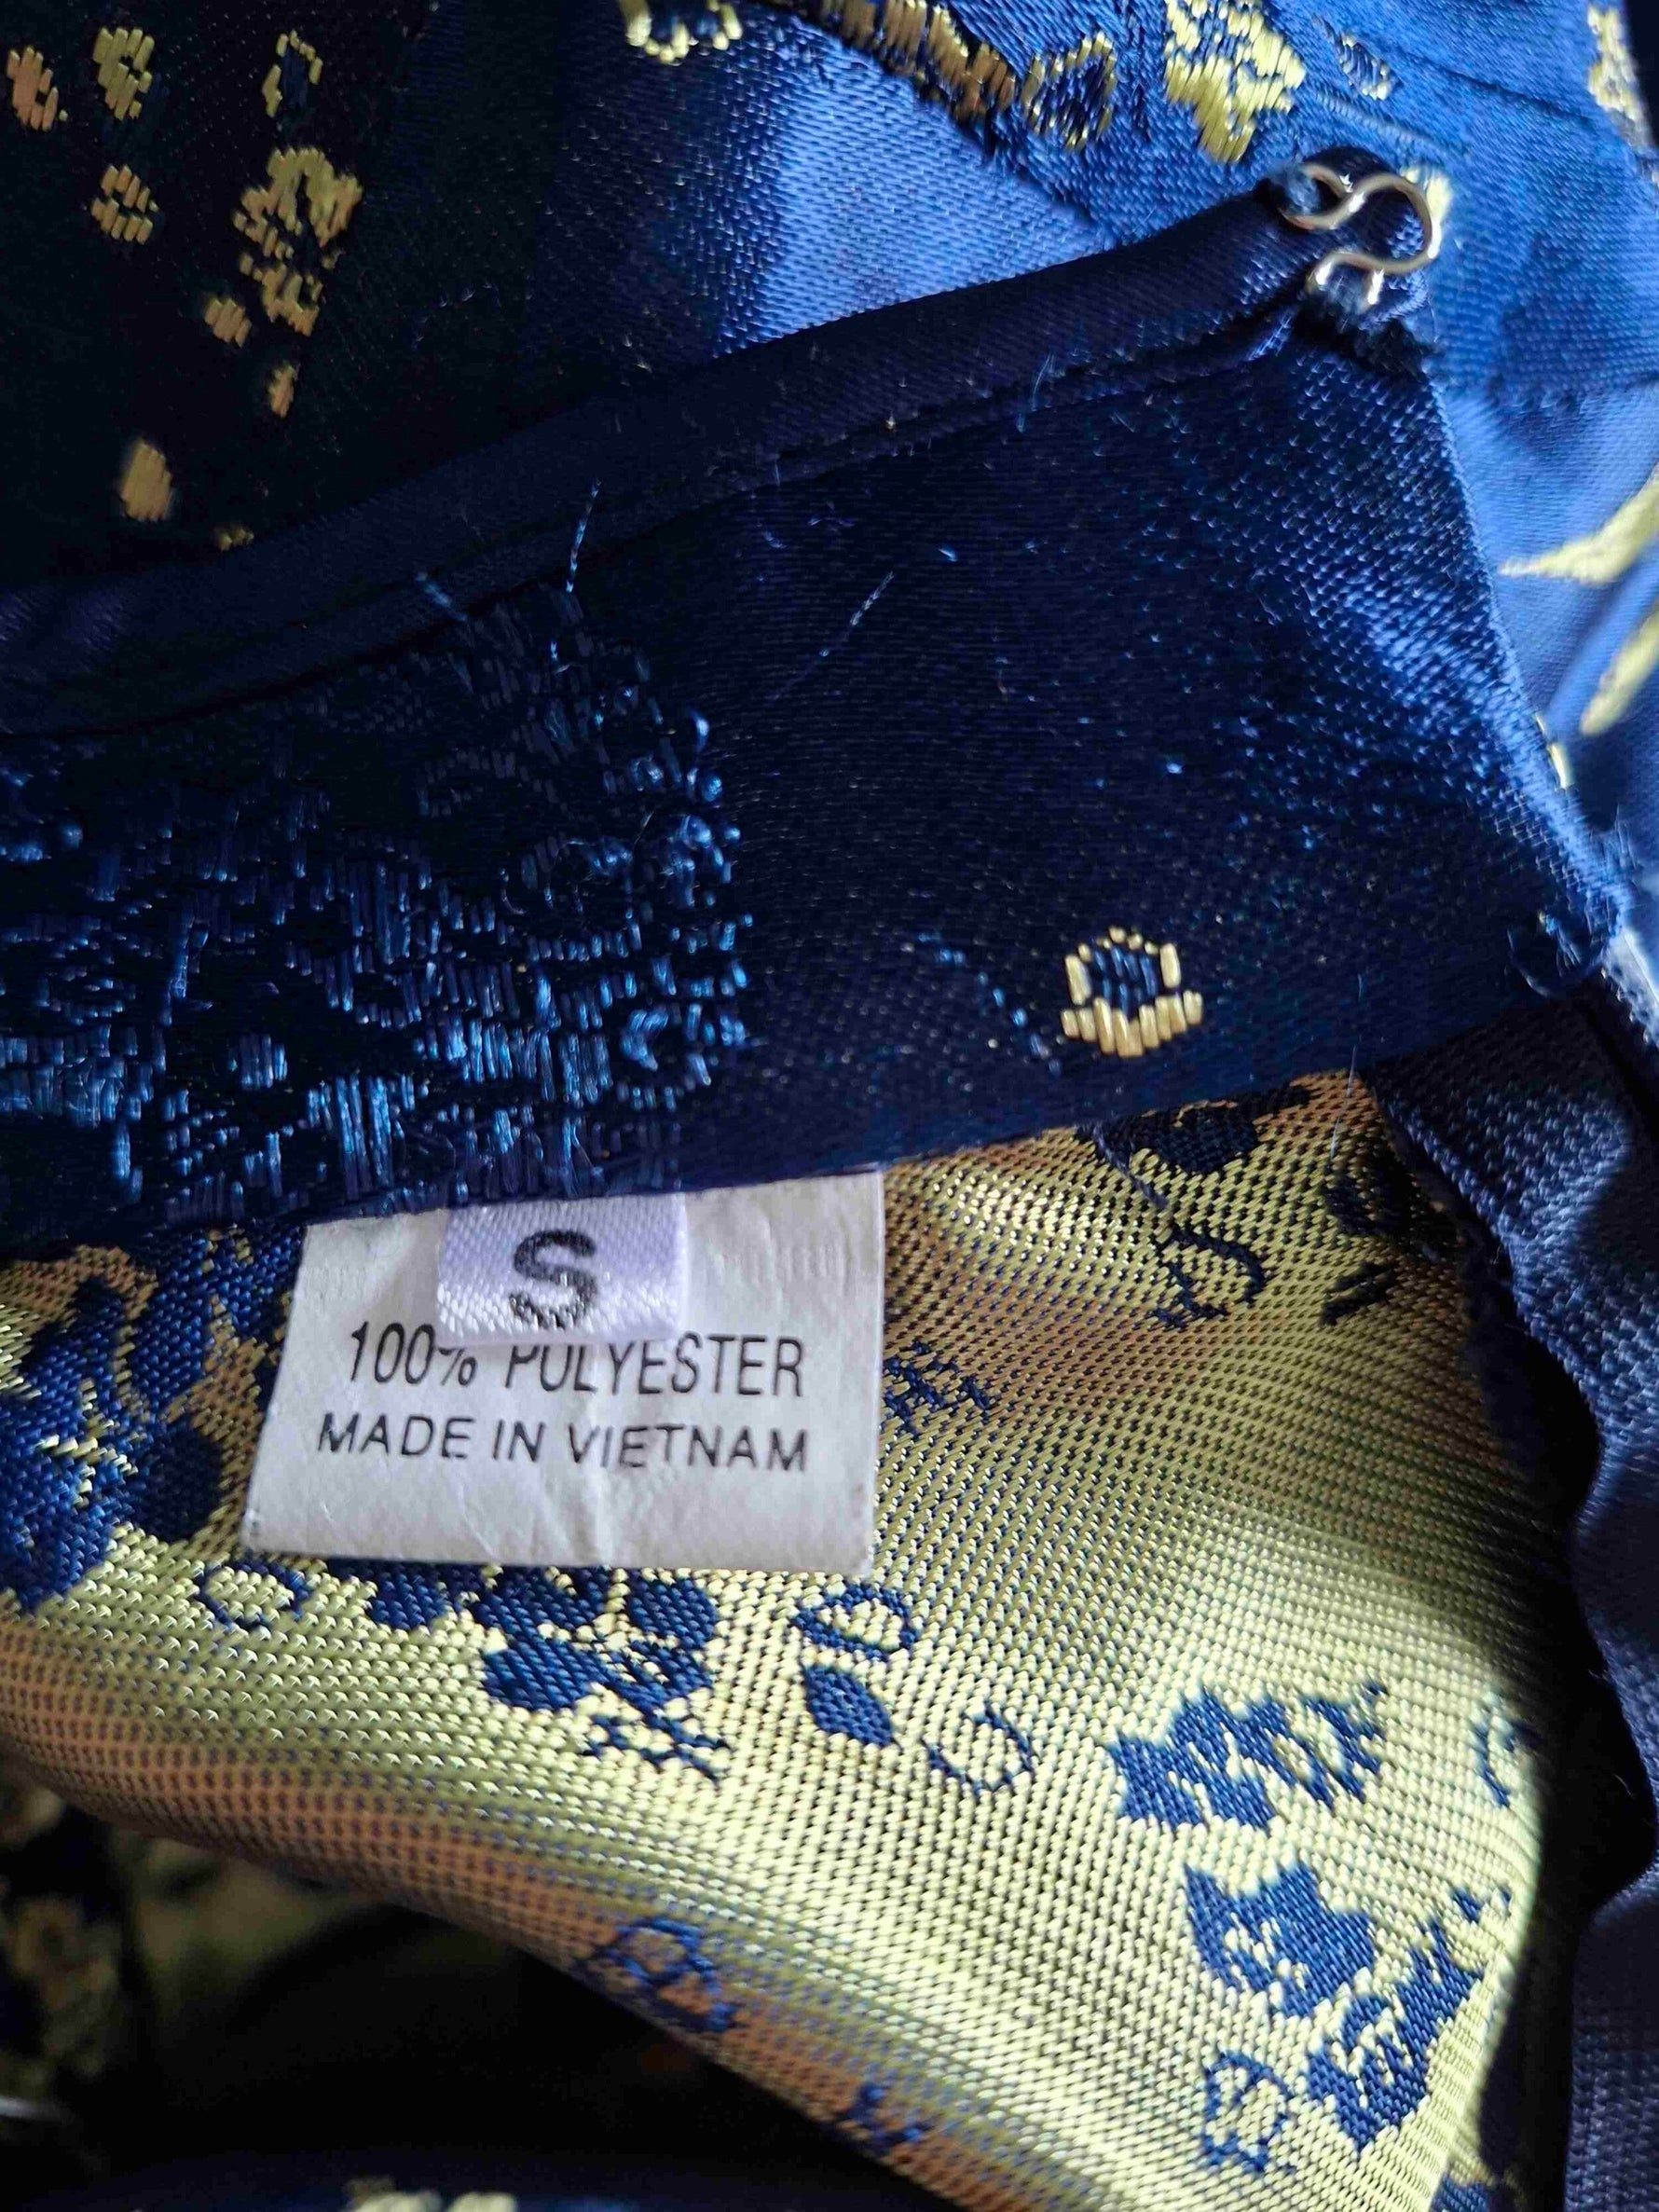 S
100% POLYESTER
MADE IN VIETNAM